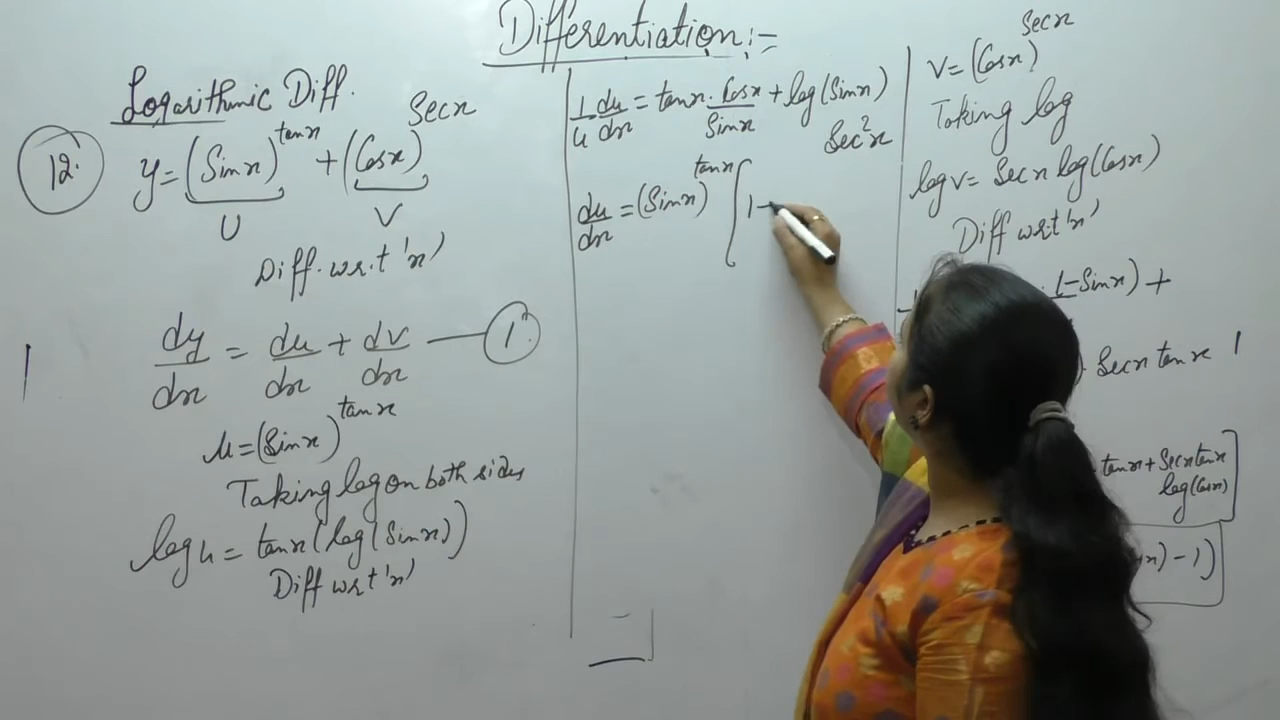 Differentiation :-
Logarithmic Diff.
12. y = (Sinx)^tanx + (Cosx)^Secx
U V
Diff. w.r.t 'x'
dy/dx = du/dx + dv/dx — 1.
u = (Sinx)^tanx
Taking log on both sides
log u = tanx (log(Sinx))
Diff w.r.t 'x'
1/u du/dx = tanx . Cosx/Sinx + log(Sinx)
Sec²x
du/dx = (Sinx)^tanx [ 1
V = (Cosx)^Secx
Taking log
log v = Secx log(Cosx)
Diff w.r.t 'x'
(-Sinx) +
Secx tanx
tanx + Secx tanx
log(Cosx) ]
) - 1)